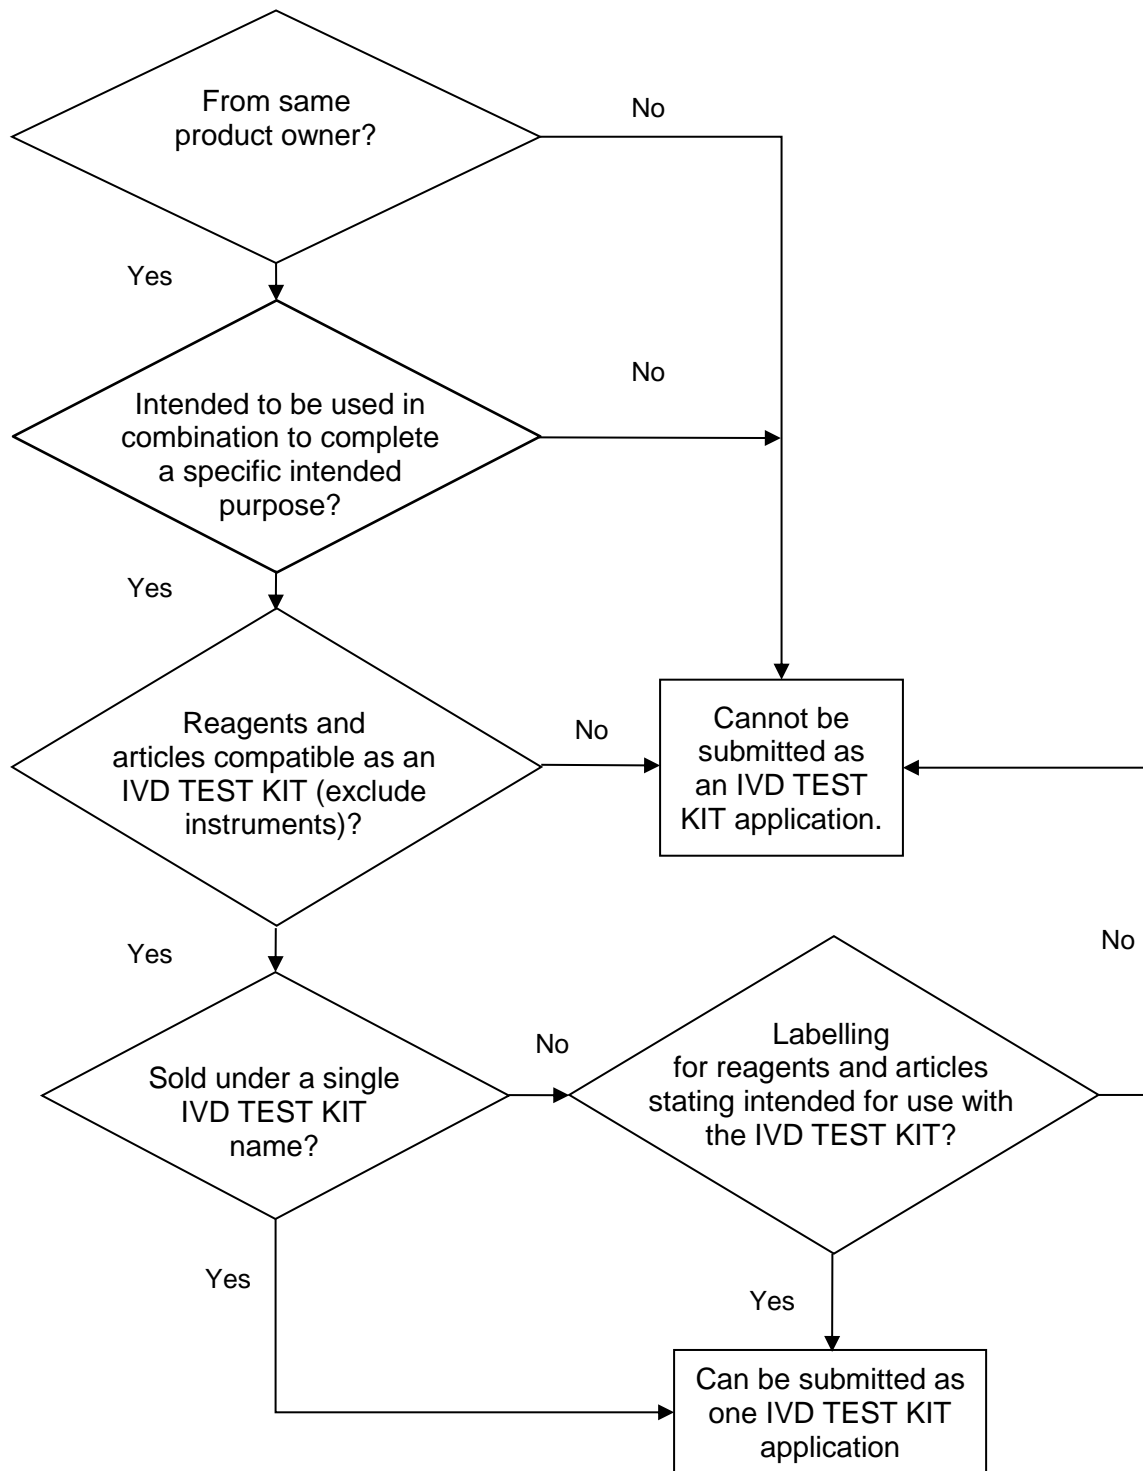 From same
product owner?
No
Yes
Intended to be used in
combination to complete
a specific intended
purpose?
No
Yes
Reagents and
articles compatible as an
IVD TEST KIT (exclude
instruments)?
No
Cannot be
submitted as
an IVD TEST
KIT application.
Yes
Sold under a single
IVD TEST KIT
name?
No
Labelling
for reagents and articles
stating intended for use with
the IVD TEST KIT?
No
Yes
Yes
Can be submitted as
one IVD TEST KIT
application